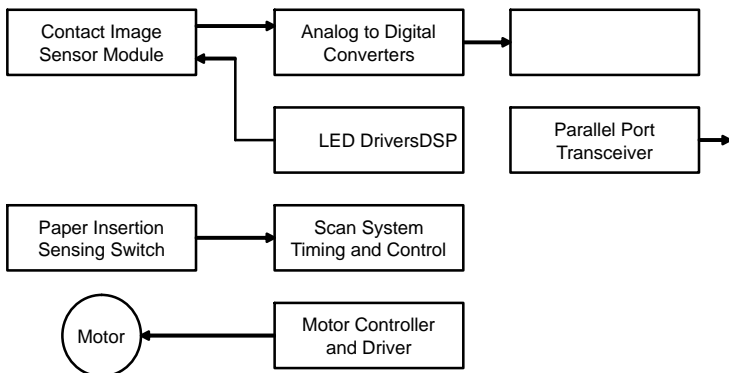 Contact Image
Sensor Module
Analog to Digital
Converters
LED DriversDSP
Parallel Port
Transceiver
Paper Insertion
Sensing Switch
Scan System
Timing and Control
Motor
Motor Controller
and Driver